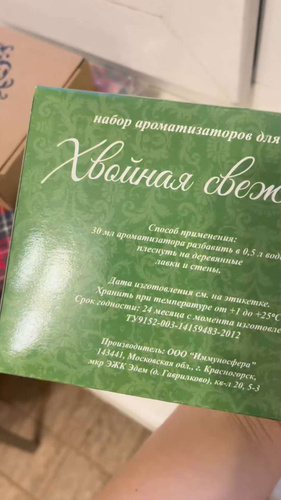 набор ароматизаторов для
Хвойная свеж
Способ применения:
30 мл ароматизатора разбавить в 0,5 л воды
плеснуть на деревянные
лавки и стены.
Дата изготовления см. на этикетке.
Хранить при температуре от +1 до +25°С
Срок годности: 24 месяца с мамента изготовле
ТУ9152-003-14159483-2012
Производитель: ООО "Иммуносфера"
143441, Московская обл., г. Красногорск,
мкр ЭЖК Эдем (д. Гаврилково), кв-л 20, 5-3